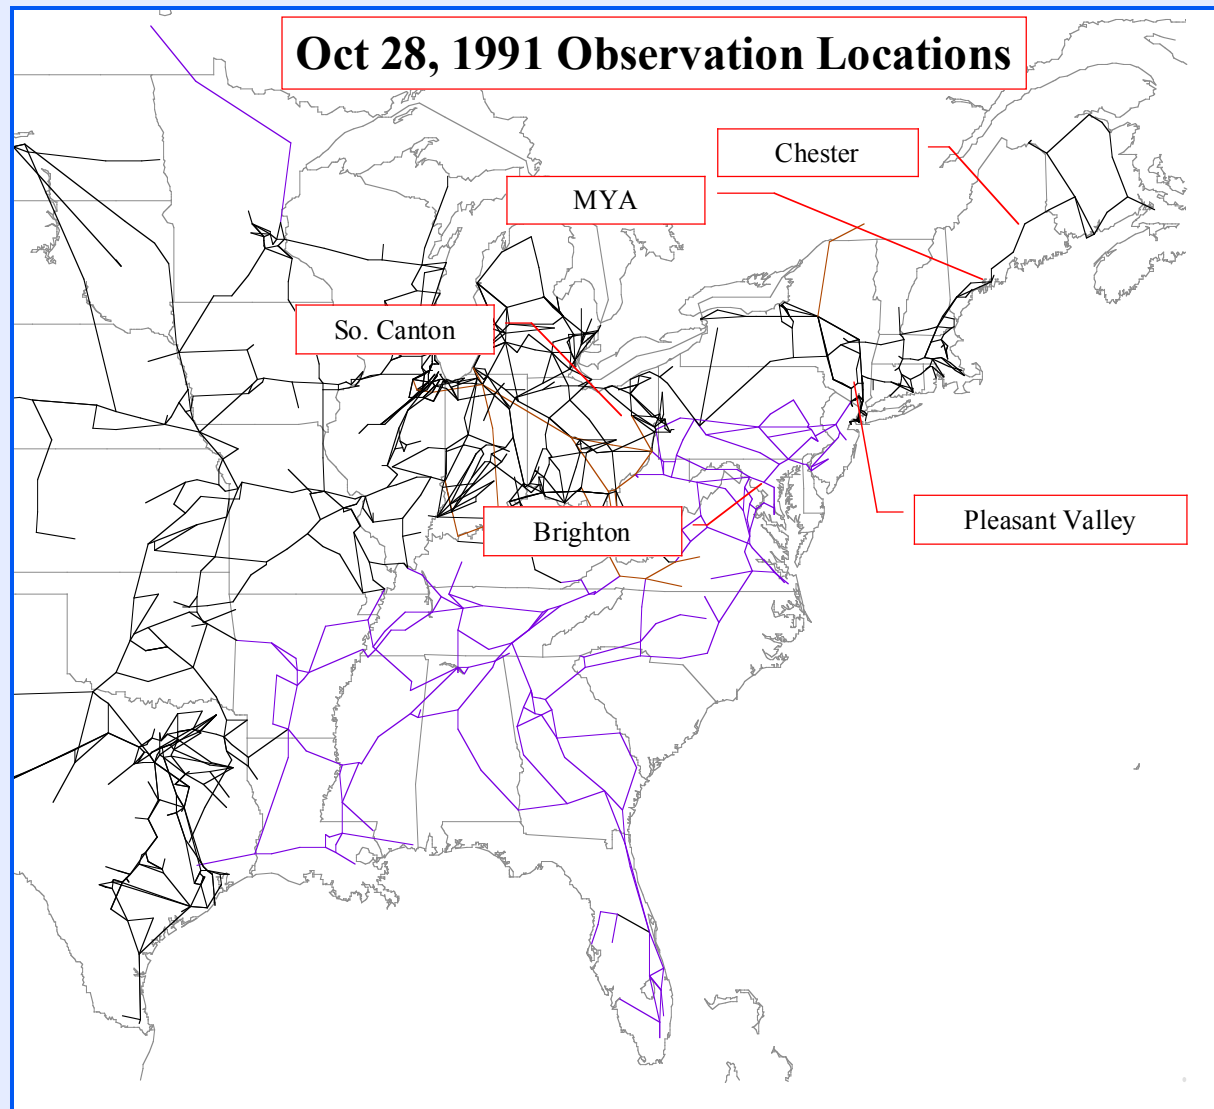 Oct 28, 1991 Observation Locations
Chester
MYA
So. Canton
Brighton
Pleasant Valley